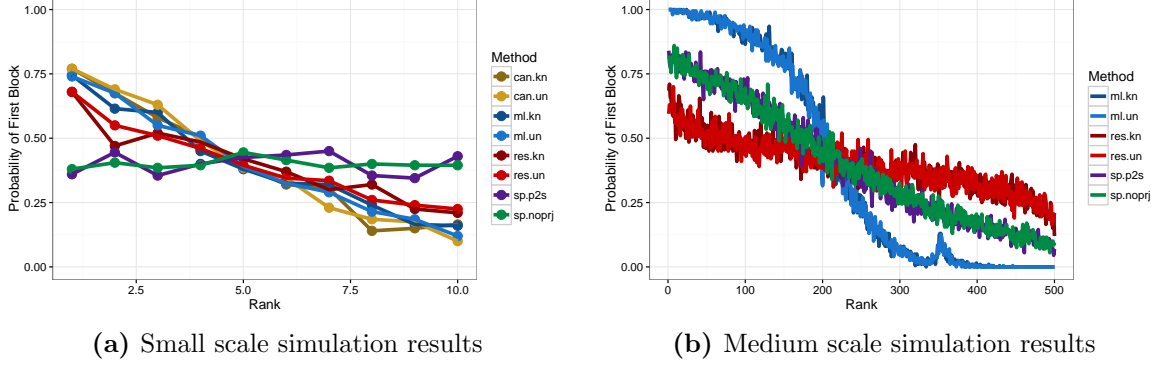 1.00
0.75
0.50
0.25
0.00
Probability of First Block
2.5
5.0
7.5
10.0
Rank
Method
can.kn
can.un
ml.kn
ml.un
res.kn
res.un
sp.p2s
sp.noprj
(a) Small scale simulation results
1.00
0.75
0.50
0.25
0.00
Probability of First Block
0
100
200
300
400
500
Rank
Method
ml.kn
ml.un
res.kn
res.un
sp.p2s
sp.noprj
(b) Medium scale simulation results